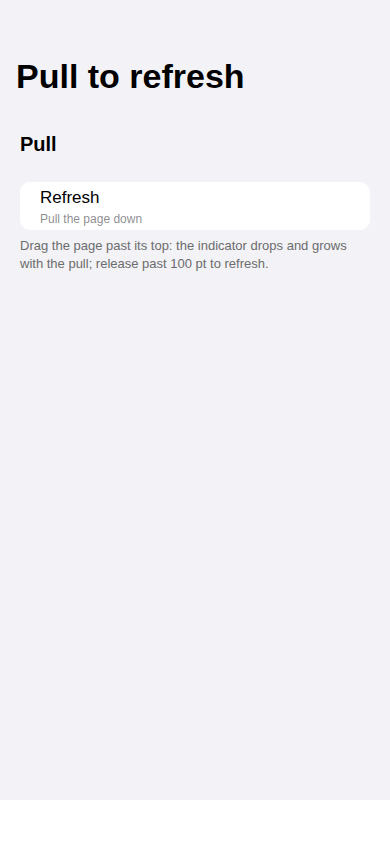 Pull to refresh
Pull
Refresh
Pull the page down
Drag the page past its top: the indicator drops and grows
with the pull; release past 100 pt to refresh.